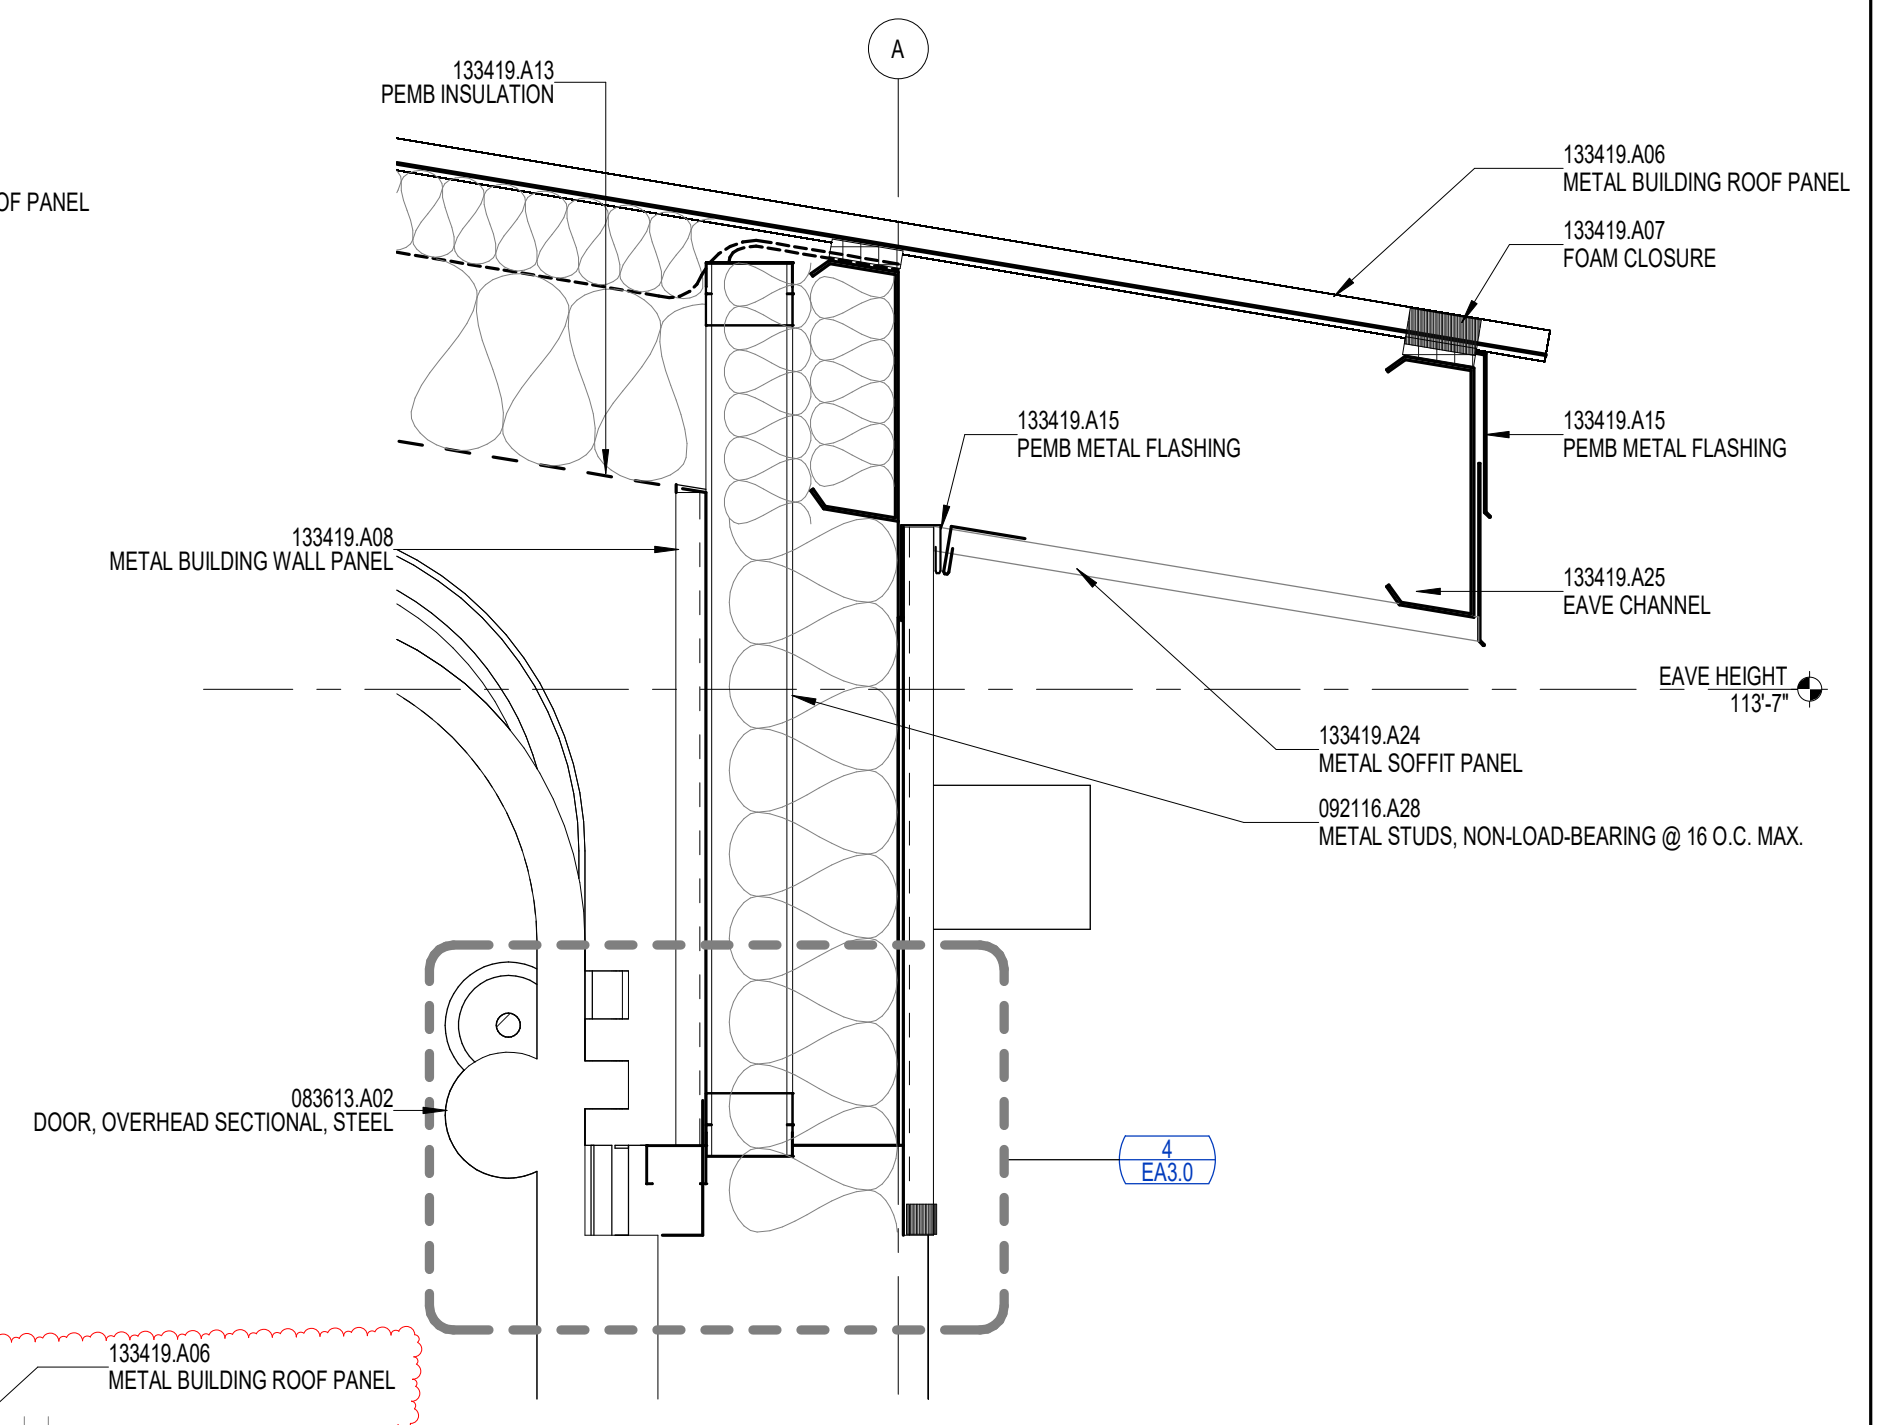 A
133419.A13
PEMB INSULATION
133419.A06
METAL BUILDING ROOF PANEL
OF PANEL
133419.A07
FOAM CLOSURE
133419.A15
PEMB METAL FLASHING
133419.A15
PEMB METAL FLASHING
133419.A08
METAL BUILDING WALL PANEL
133419.A25
EAVE CHANNEL
EAVE HEIGHT
113'-7"
133419.A24
METAL SOFFIT PANEL
092116.A28
METAL STUDS, NON-LOAD-BEARING @ 16 O.C. MAX.
083613.A02
DOOR, OVERHEAD SECTIONAL, STEEL
4
EA3.0
133419.A06
METAL BUILDING ROOF PANEL